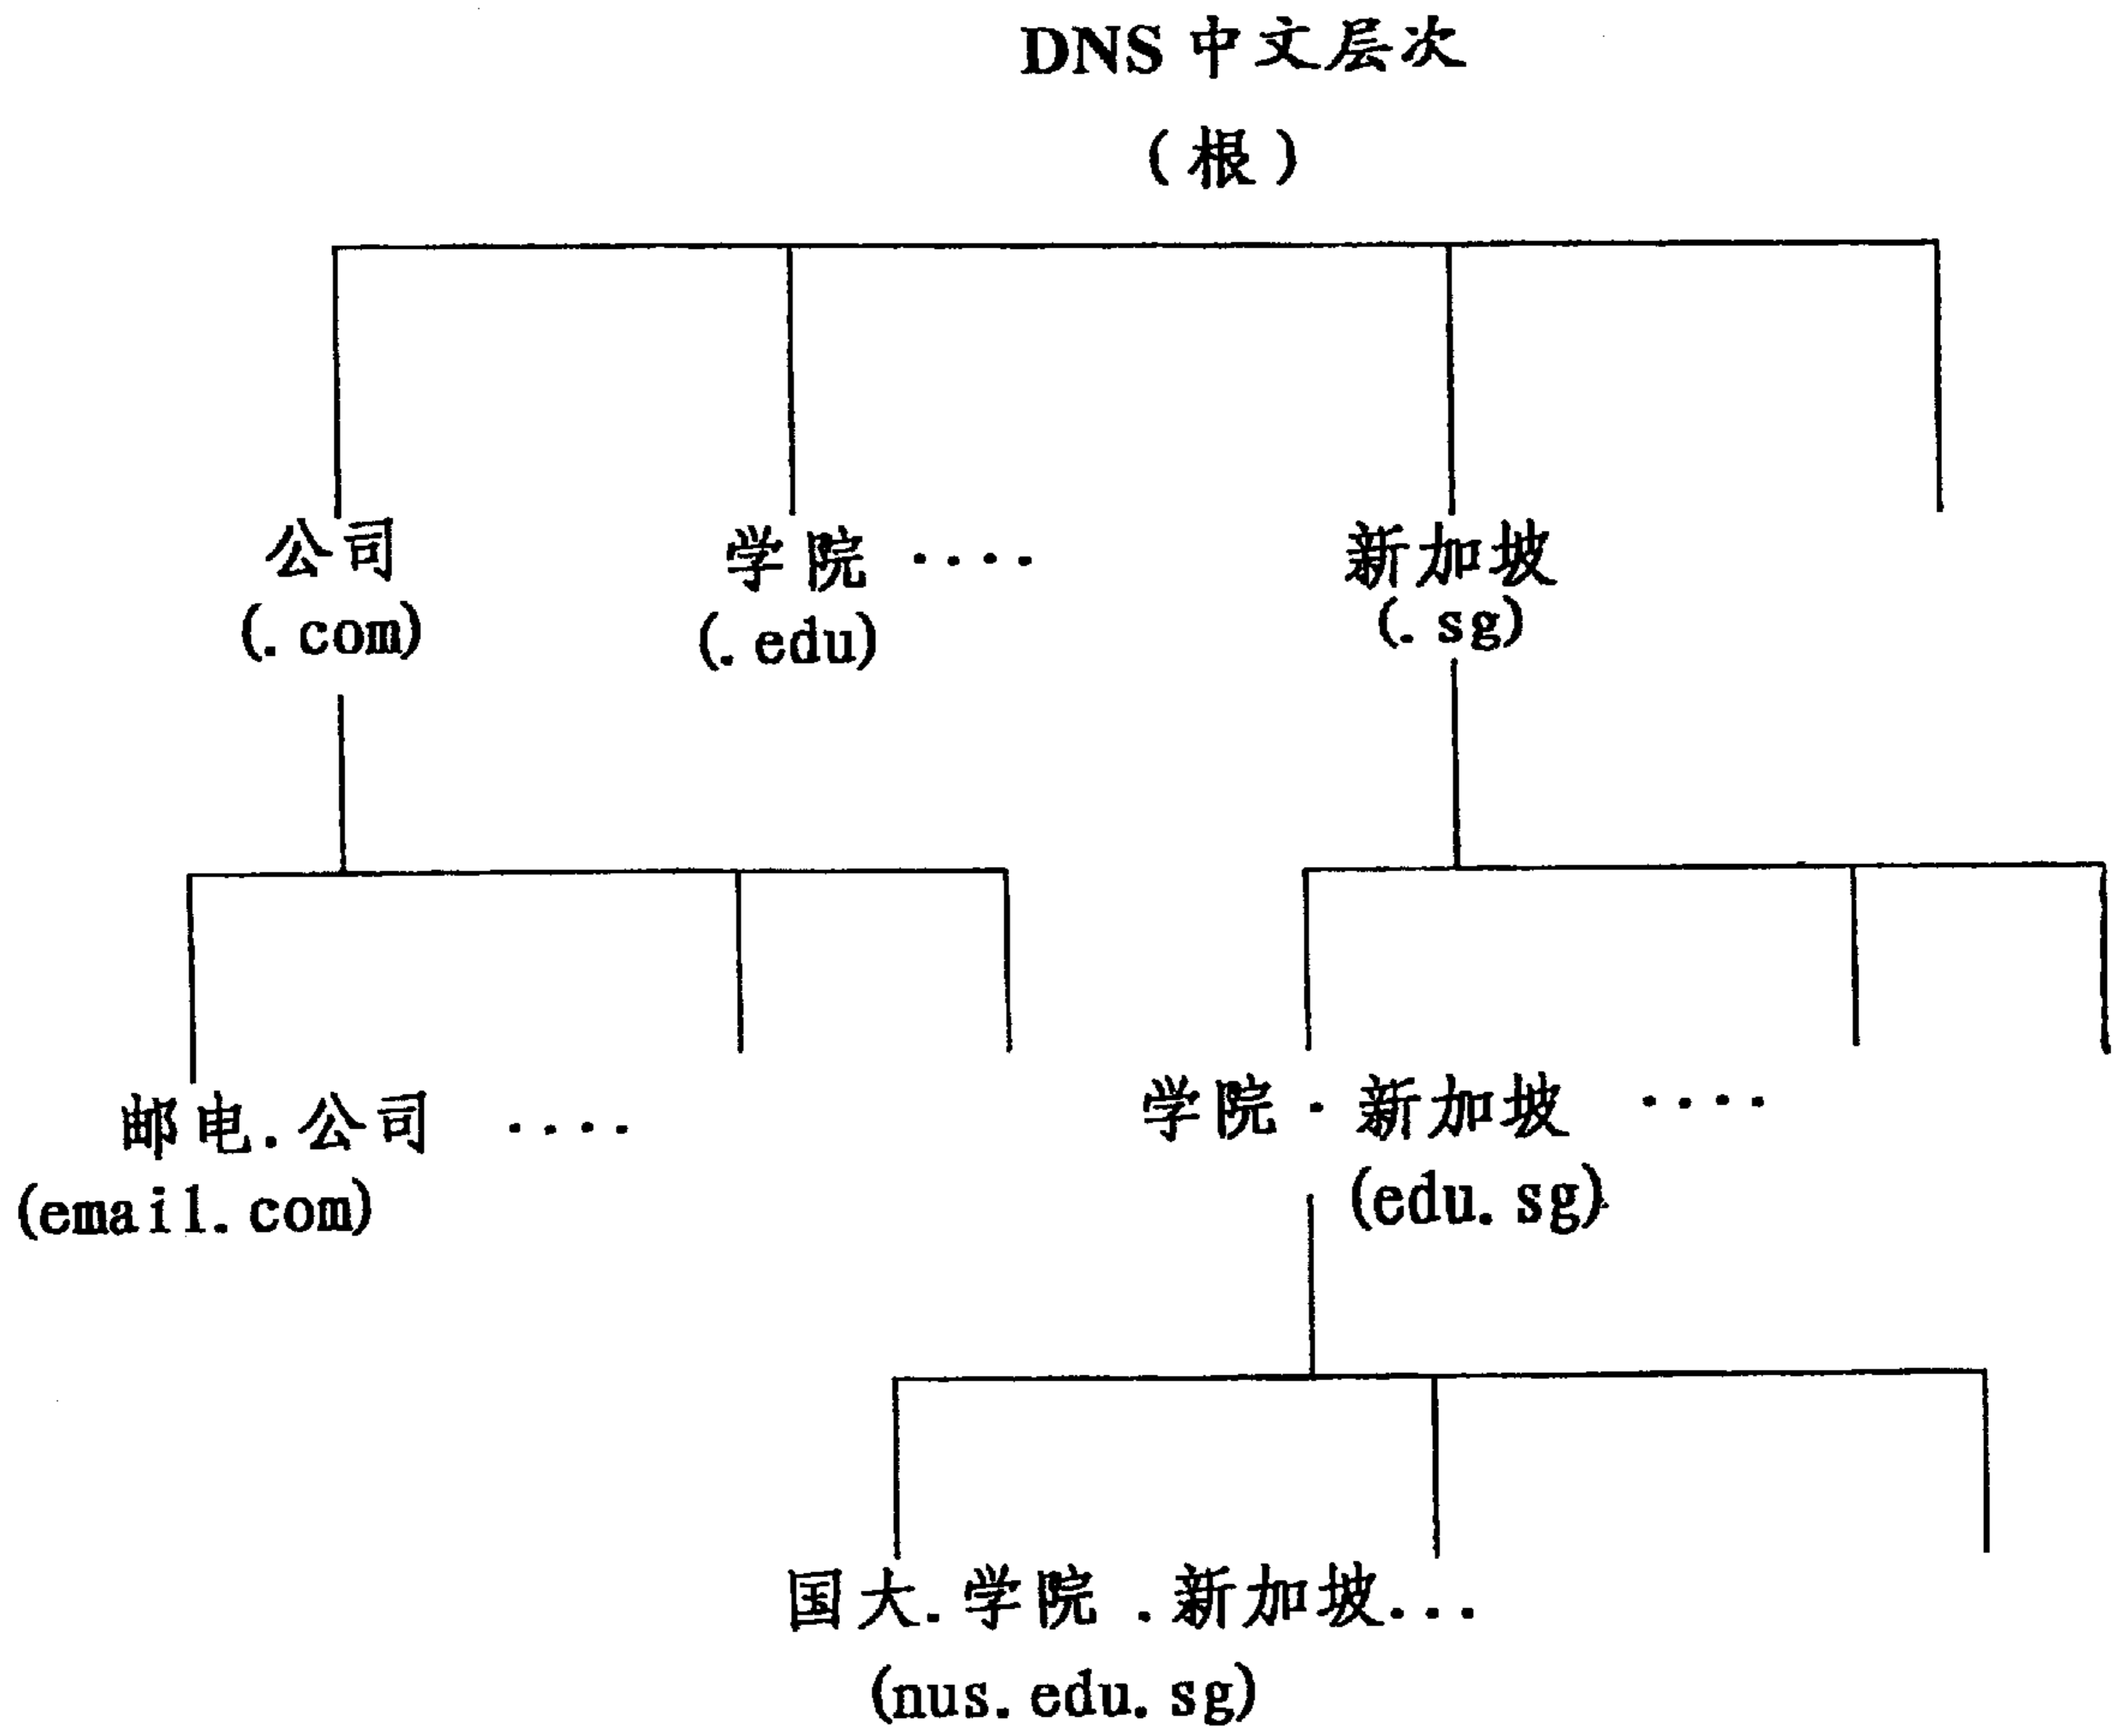 DNS 中文层次
(根)
公司
(.com)
学院 ····
(.edu)
新加坡
(.sg)
邮电.公司 ····
(email.com)
学院·新加坡 ····
(edu.sg)
国大.学院.新加坡...
(nus.edu.sg)